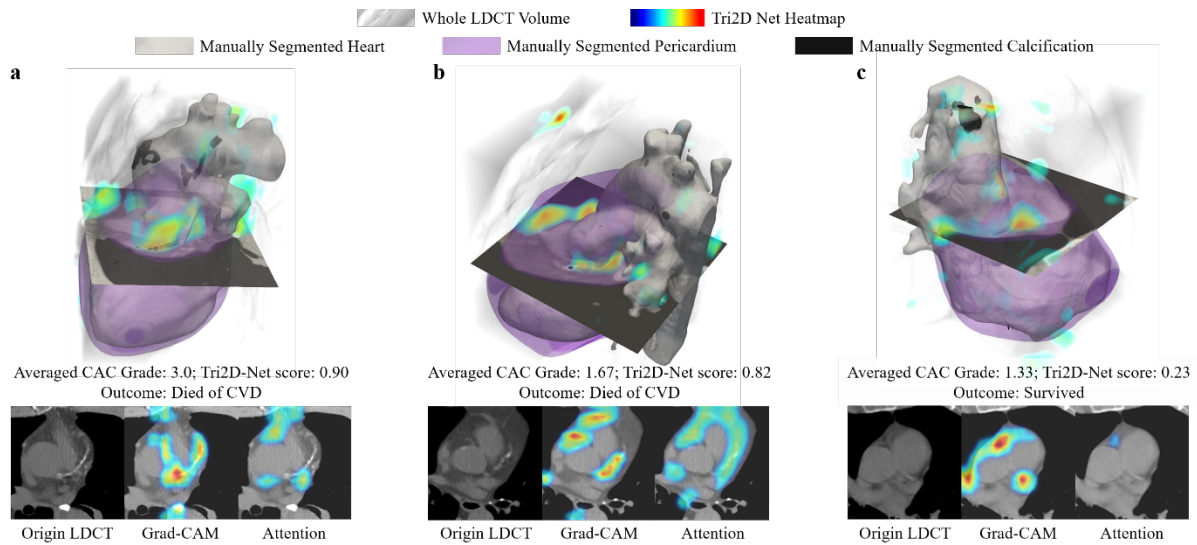 Whole LDCT Volume
Tri2D Net Heatmap
Manually Segmented Heart
Manually Segmented Pericardium
Manually Segmented Calcification
a
b
c
Averaged CAC Grade: 3.0; Tri2D-Net score: 0.90
Outcome: Died of CVD
Averaged CAC Grade: 1.67; Tri2D-Net score: 0.82
Outcome: Died of CVD
Averaged CAC Grade: 1.33; Tri2D-Net score: 0.23
Outcome: Survived
Origin LDCT
Grad-CAM
Attention
Origin LDCT
Grad-CAM
Attention
Origin LDCT
Grad-CAM
Attention